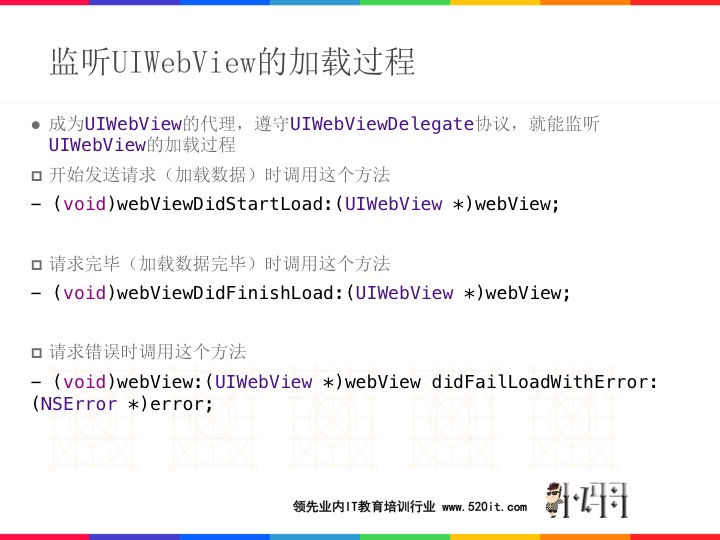 监听UIWebView的加载过程
● 成为UIWebView的代理，遵守UIWebViewDelegate协议，就能监听
UIWebView的加载过程
开始发送请求（加载数据）时调用这个方法
- (void)webViewDidStartLoad:(UIWebView *)webView;
请求完毕（加载数据完毕）时调用这个方法
- (void)webViewDidFinishLoad:(UIWebView *)webView;
请求错误时调用这个方法
- (void)webView:(UIWebView *)webView didFailLoadWithError:
(NSError *)error;
领先业内IT教育培训行业 www.520it.com
小码哥